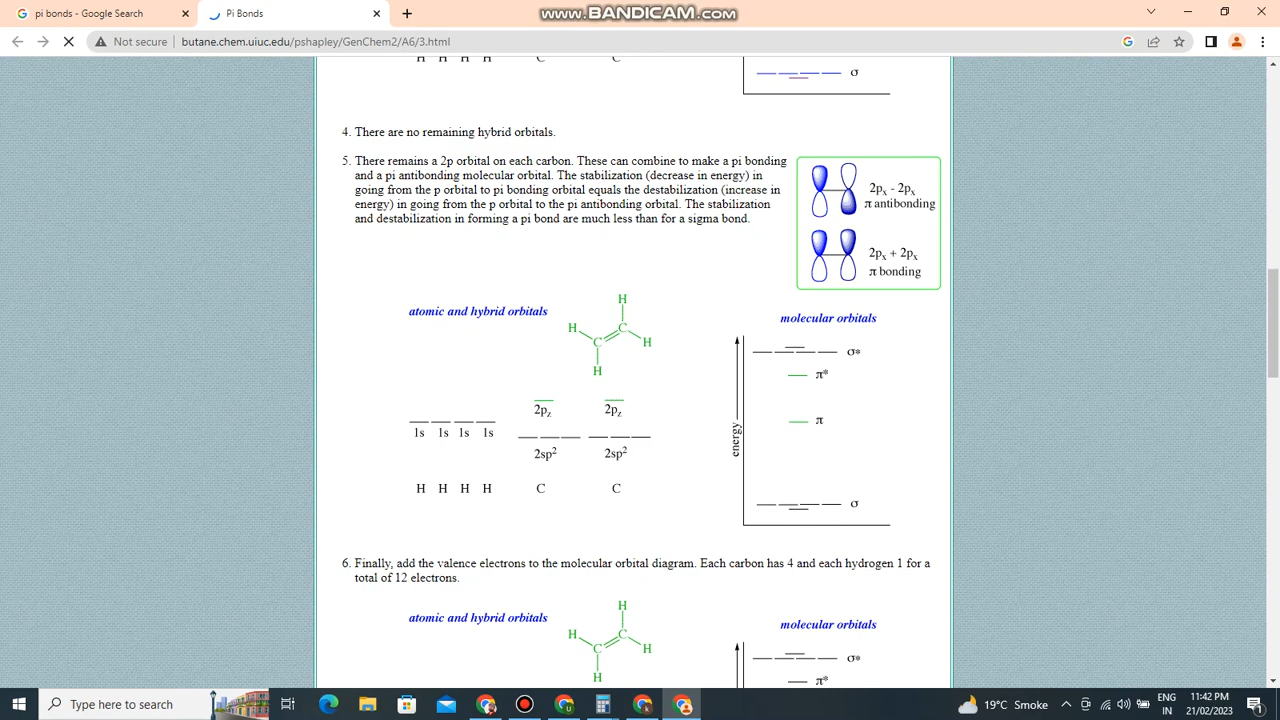 pi bonds - Google Search
Pi Bonds
www.BANDICAM.com
Not secure
butane.chem.uiuc.edu/pshapley/GenChem2/A6/3.html
H H H H C C
σ
4. There are no remaining hybrid orbitals.
5. There remains a 2p orbital on each carbon. These can combine to make a pi bonding
and a pi antibonding molecular orbital. The stabilization (decrease in energy) in
going from the p orbital to pi bonding orbital equals the destabilization (increase in
energy) in going from the p orbital to the pi antibonding orbital. The stabilization
and destabilization in forming a pi bond are much less than for a sigma bond.
2px - 2px
π antibonding
2px + 2px
π bonding
atomic and hybrid orbitals
H
H C
C H
H
2pz 2pz
1s 1s 1s 1s
2sp2 2sp2
H H H H C C
molecular orbitals
σ*
π*
π
energy
σ
6. Finally, add the valence electrons to the molecular orbital diagram. Each carbon has 4 and each hydrogen 1 for a
total of 12 electrons.
atomic and hybrid orbitals
H
H C
C H
H
molecular orbitals
σ*
π*
Type here to search
19°C Smoke
ENG
IN
11:42 PM
21/02/2023